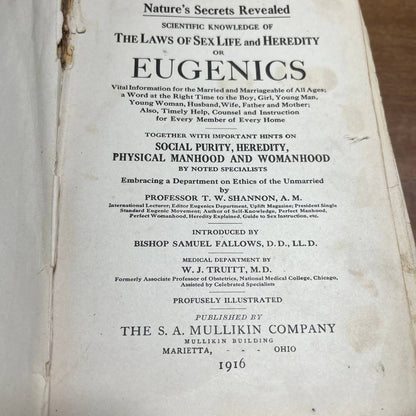 Nature's Secrets Revealed
SCIENTIFIC KNOWLEDGE OF
THE LAWS OF SEX LIFE AND HEREDITY
OR
EUGENICS
Vital Information for the Married and Marriageable of All Ages;
a Word at the Right Time to the Boy, Girl, Young Man,
Young Woman, Husband, Wife, Father and Mother;
Also, Timely Help, Counsel and Instruction
for Every Member of Every Home
TOGETHER WITH IMPORTANT HINTS ON
SOCIAL PURITY, HEREDITY,
PHYSICAL MANHOOD AND WOMANHOOD
BY NOTED SPECIALISTS
Embracing a Department on Ethics of the Unmarried
by
PROFESSOR T. W. SHANNON, A. M.
International Lecturer; Editor Eugenics Department, Uplift Magazine; President Single
Standard Eugenic Movement; Author of Self-Knowledge, Perfect Manhood,
Perfect Womanhood, Heredity Explained, Guide to Sex Instruction, etc.
INTRODUCED BY
BISHOP SAMUEL FALLOWS, D. D., LL. D.
MEDICAL DEPARTMENT BY
W. J. TRUITT, M. D.
Formerly Associate Professor of Obstetrics, National Medical College, Chicago,
Assisted by Celebrated Specialists
PROFUSELY ILLUSTRATED
PUBLISHED BY
THE S. A. MULLIKIN COMPANY
MULLIKIN BUILDING
MARIETTA, - - - OHIO
1916